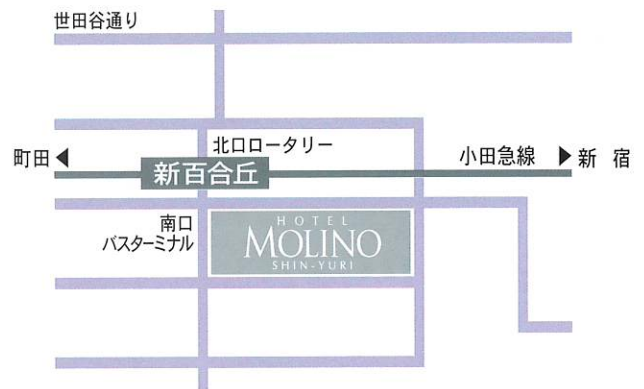 世田谷通り
北口ロータリー
町田
小田急線
新 宿
新百合丘
南口
バスターミナル
HOTEL
MOLINO
SHIN-YURI